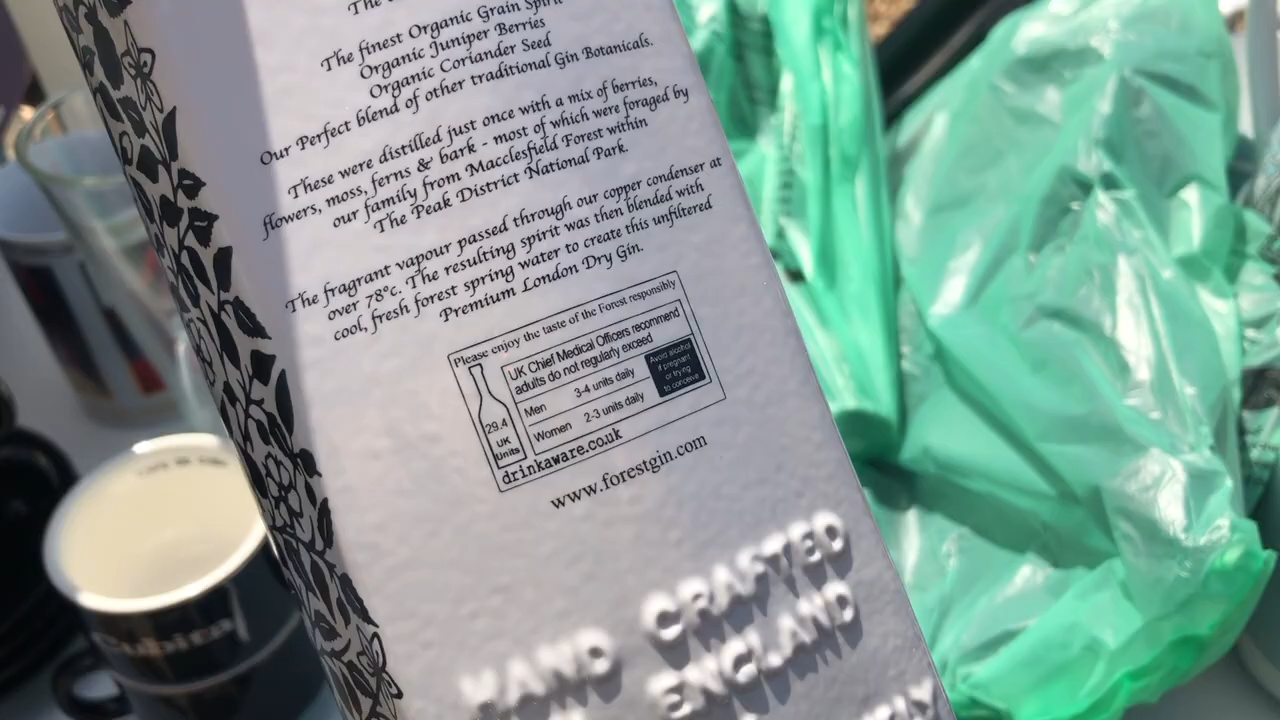 The
The finest Organic Grain Spirit
Organic Juniper Berries
Organic Coriander Seed
Our Perfect blend of other traditional Gin Botanicals.
These were distilled just once with a mix of berries,
flowers, moss, ferns & bark - most of which were foraged by
our family from Macclesfield Forest within
The Peak District National Park.
The fragrant vapour passed through our copper condenser at
over 78°c. The resulting spirit was then blended with
cool, fresh forest spring water to create this unfiltered
Premium London Dry Gin.
Please enjoy the taste of the Forest responsibly
UK Chief Medical Officers recommend
adults do not regularly exceed
Men 3-4 units daily
Women 2-3 units daily
Avoid alcohol
if pregnant
or trying
to conceive
29.4
UK
Units
drinkaware.co.uk
www.forestgin.com
HAND CRAFTED
ENGLAND
Cubica